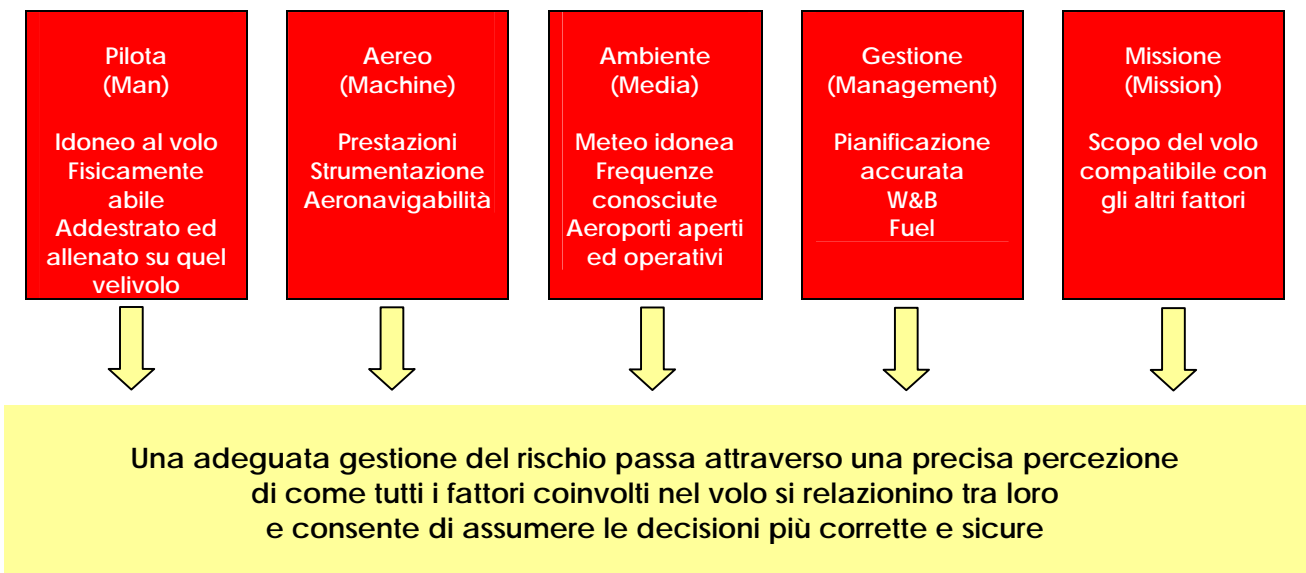 Pilota
(Man)
Idoneo al volo
Fisicamente
abile
Addestrato ed
allenato su quel
velivolo
Aereo
(Machine)
Prestazioni
Strumentazione
Aeronavigabilità
Ambiente
(Media)
Meteo idonea
Frequenze
conosciute
Aeroporti aperti
ed operativi
Gestione
(Management)
Pianificazione
accurata
W&B
Fuel
Missione
(Mission)
Scopo del volo
compatibile con
gli altri fattori
Una adeguata gestione del rischio passa attraverso una precisa percezione
di come tutti i fattori coinvolti nel volo si relazionino tra loro
e consente di assumere le decisioni più corrette e sicure